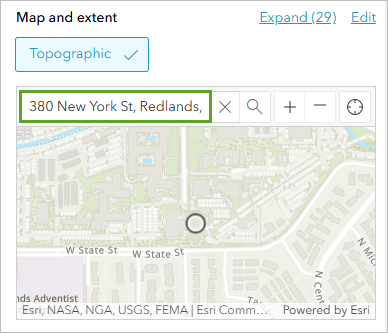 Map and extent
Expand (29)
Edit
Topographic
380 New York St, Redlands,
W State St
W State St
N Center
N C
nds Adventist
Esri, NASA, NGA, USGS, FEMA | Esri Comm...
Powered by Esri